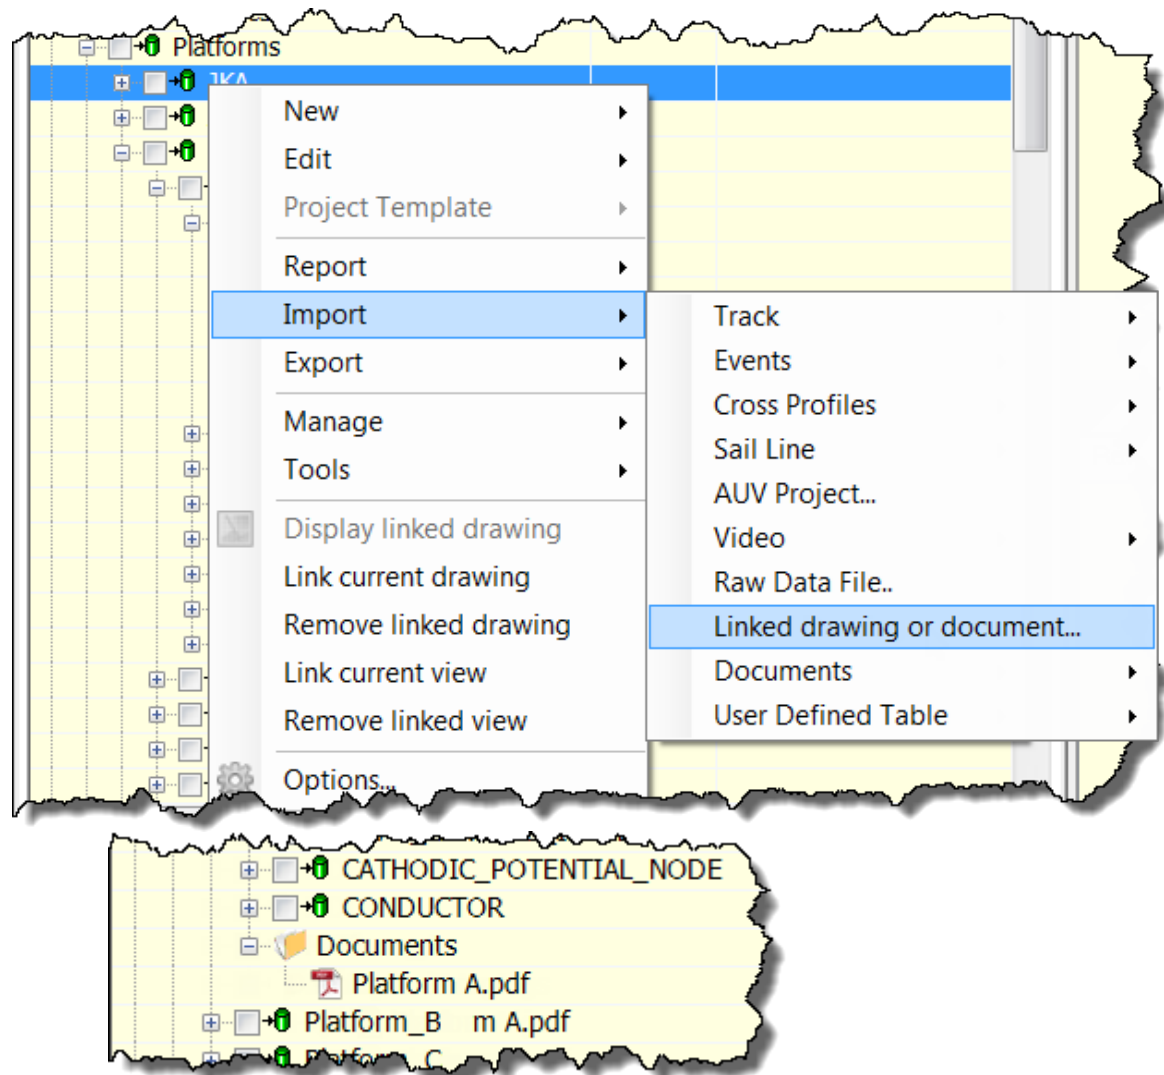 Platforms
JKA
New
Edit
Project Template
Report
Import
Export
Manage
Tools
Display linked drawing
Link current drawing
Remove linked drawing
Link current view
Remove linked view
Options...
Track
Events
Cross Profiles
Sail Line
AUV Project...
Video
Raw Data File..
Linked drawing or document...
Documents
User Defined Table
CATHODIC_POTENTIAL_NODE
CONDUCTOR
Documents
Platform A.pdf
Platform_B m A.pdf
Platform_C